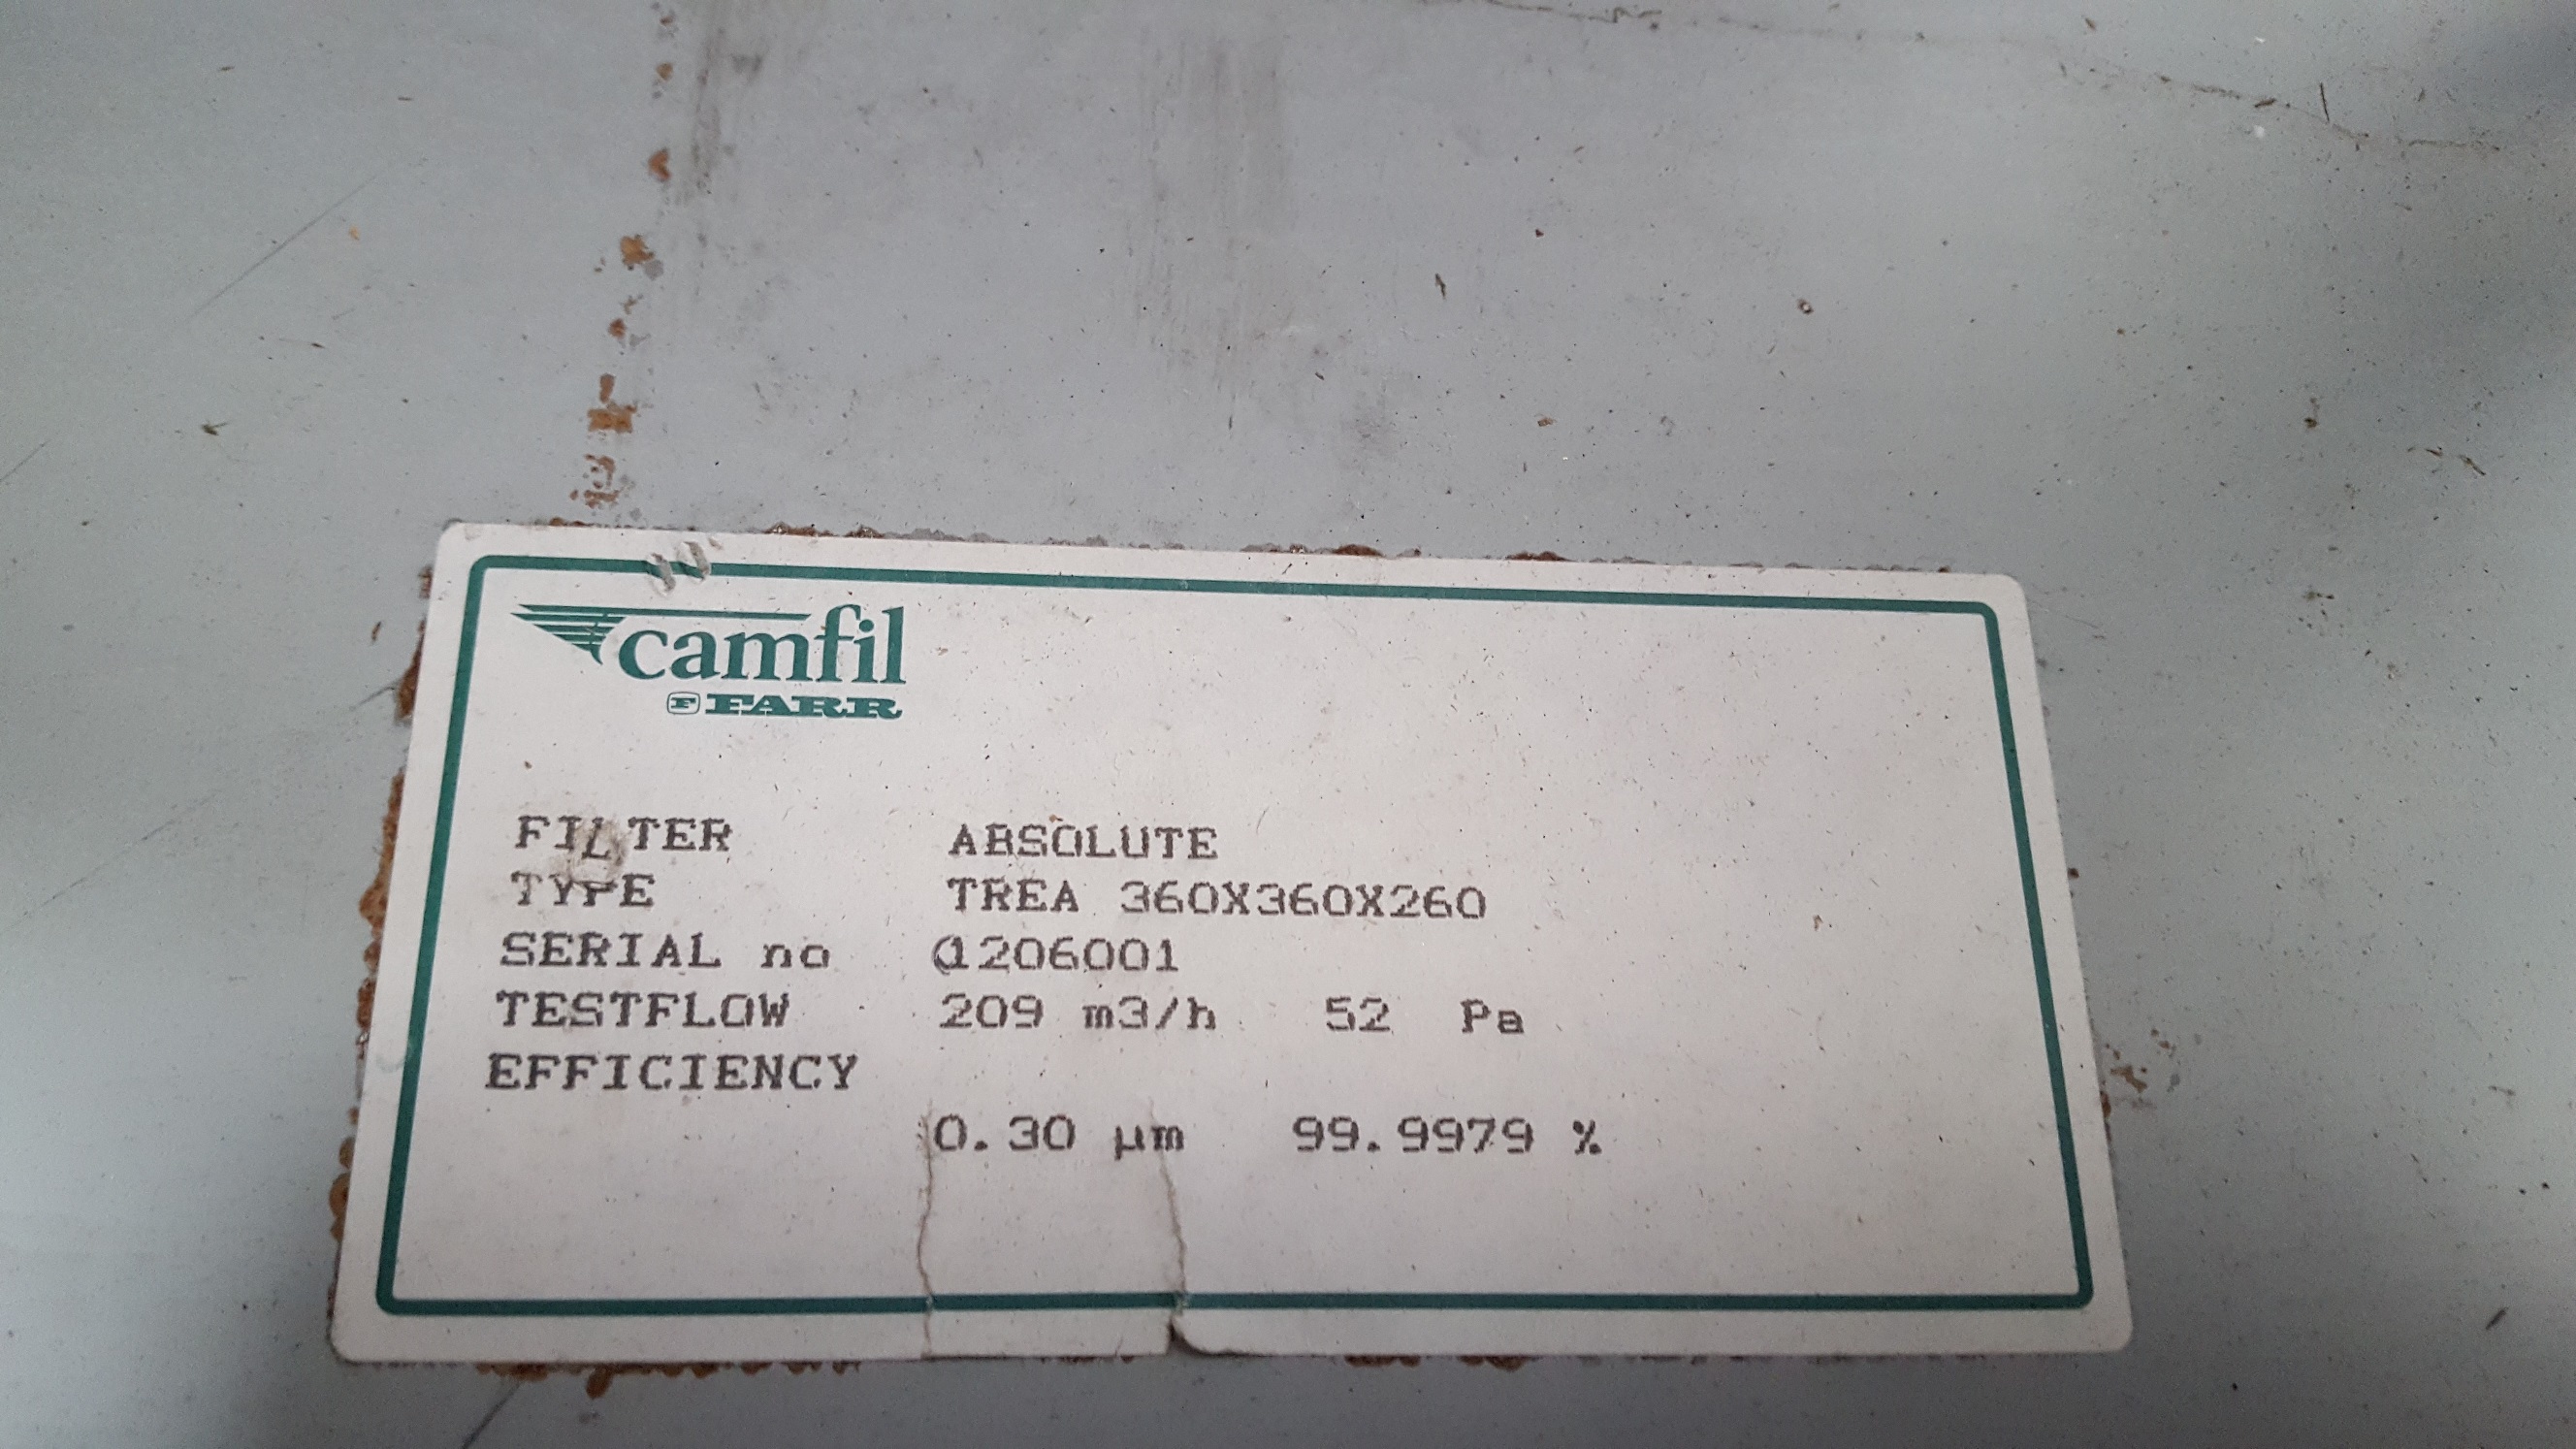 camfil
F FARR
FILTER ABSOLUTE
TYPE TREA 360X360X260
SERIAL no 1206001
TESTFLOW 209 m3/h 52 Pa
EFFICIENCY
0.30 µm 99.9979 %